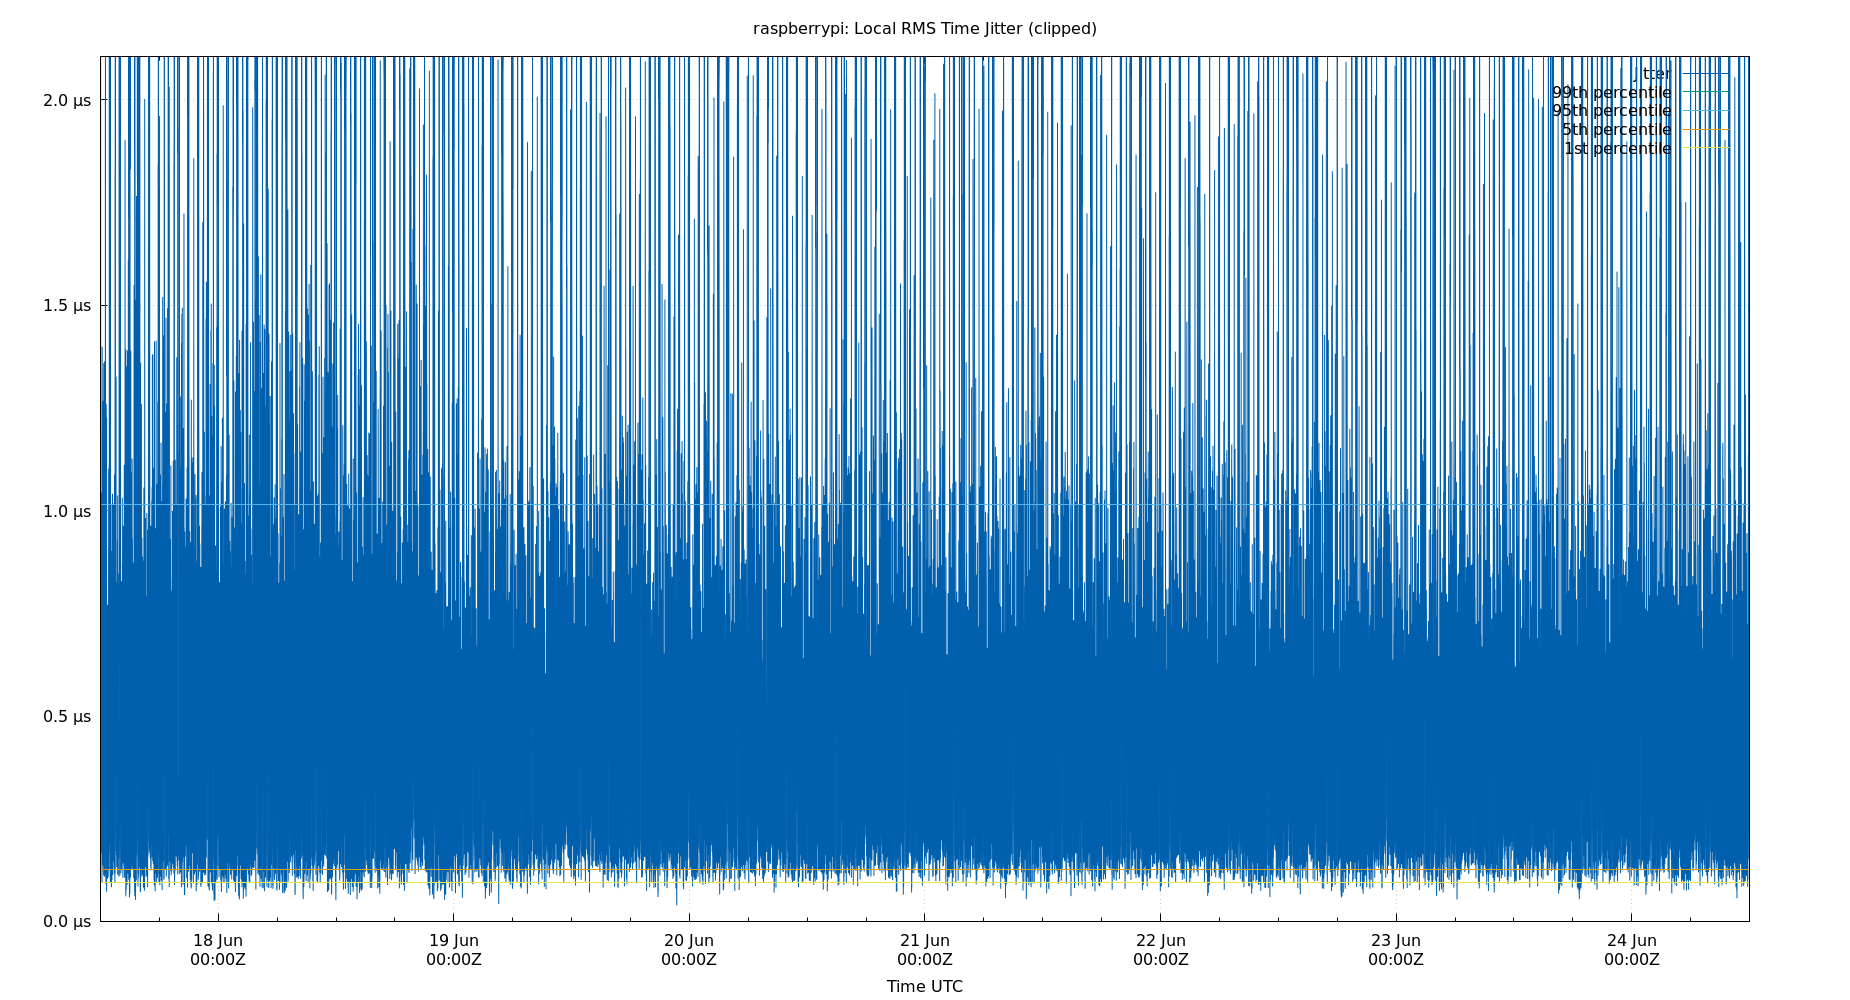 raspberrypi: Local RMS Time Jitter (clipped)
jitter
99th percentile
95th percentile
5th percentile
1st percentile
2.0 µs
1.5 µs
1.0 µs
0.5 µs
0.0 µs
18 Jun 19 Jun 20 Jun 21 Jun 22 Jun 23 Jun 24 Jun
00:00Z 00:00Z 00:00Z 00:00Z 00:00Z 00:00Z 00:00Z
Time UTC